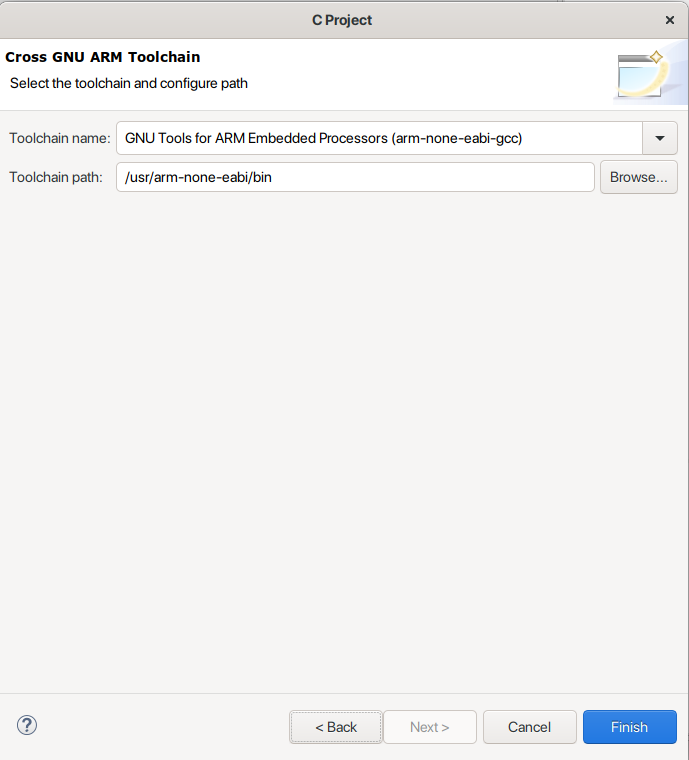 C Project
Cross GNU ARM Toolchain
Select the toolchain and configure path
Toolchain name: GNU Tools for ARM Embedded Processors (arm-none-eabi-gcc)
Toolchain path: /usr/arm-none-eabi/bin Browse...
? < Back Next > Cancel Finish